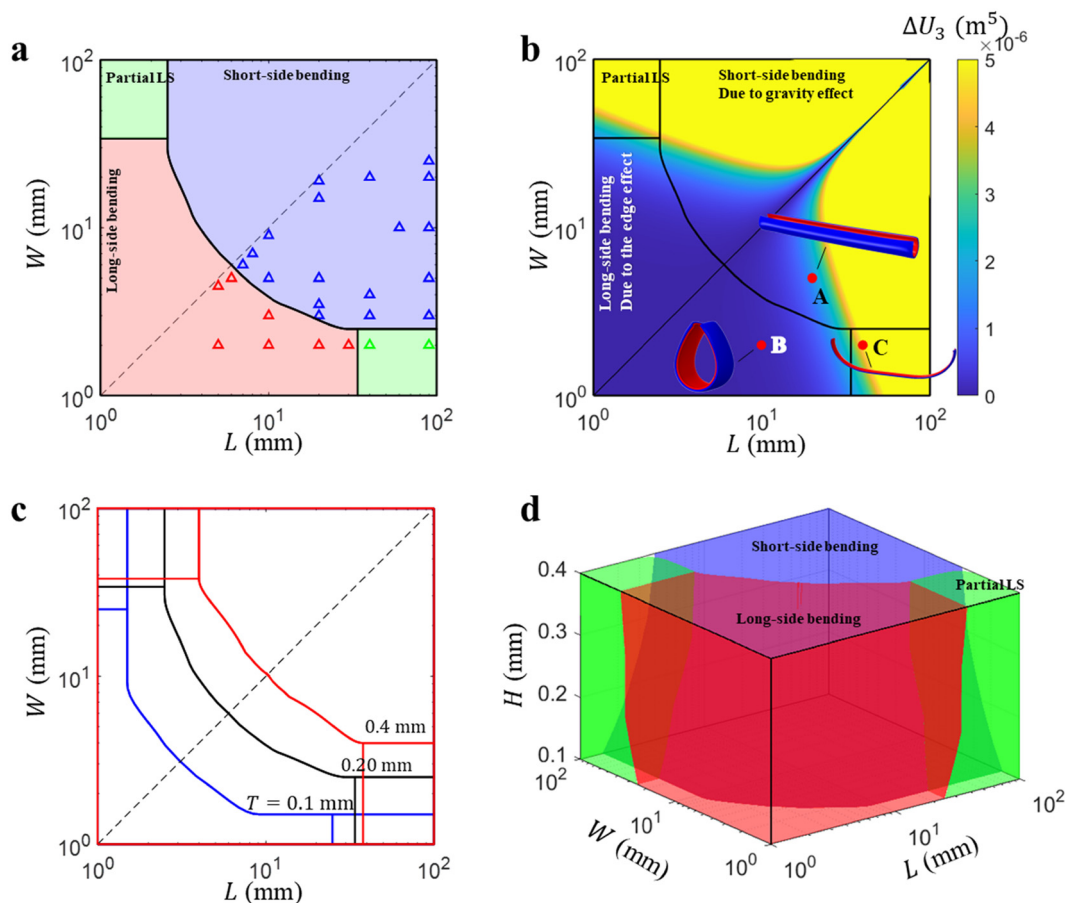 a
10²
Partial LS
Short-side bending
W (mm)
10¹
Long-side bending
10⁰
10⁰
10¹
10²
L (mm)
b
ΔU₃ (m⁵)
×10⁻⁶
10²
Partial LS
Short-side bending
Due to gravity effect
W (mm)
10¹
Long-side bending
Due to the edge effect
A
B
C
10⁰
10⁰
10¹
10²
L (mm)
5
4
3
2
1
0
c
10²
W (mm)
10¹
0.4 mm
0.20 mm
T = 0.1 mm
10⁰
10⁰
10¹
10²
L (mm)
d
Short-side bending
Partial LS
Long-side bending
H (mm)
0.4
0.3
0.2
0.1
10²
10¹
10⁰
W (mm)
10⁰
10¹
10²
L (mm)